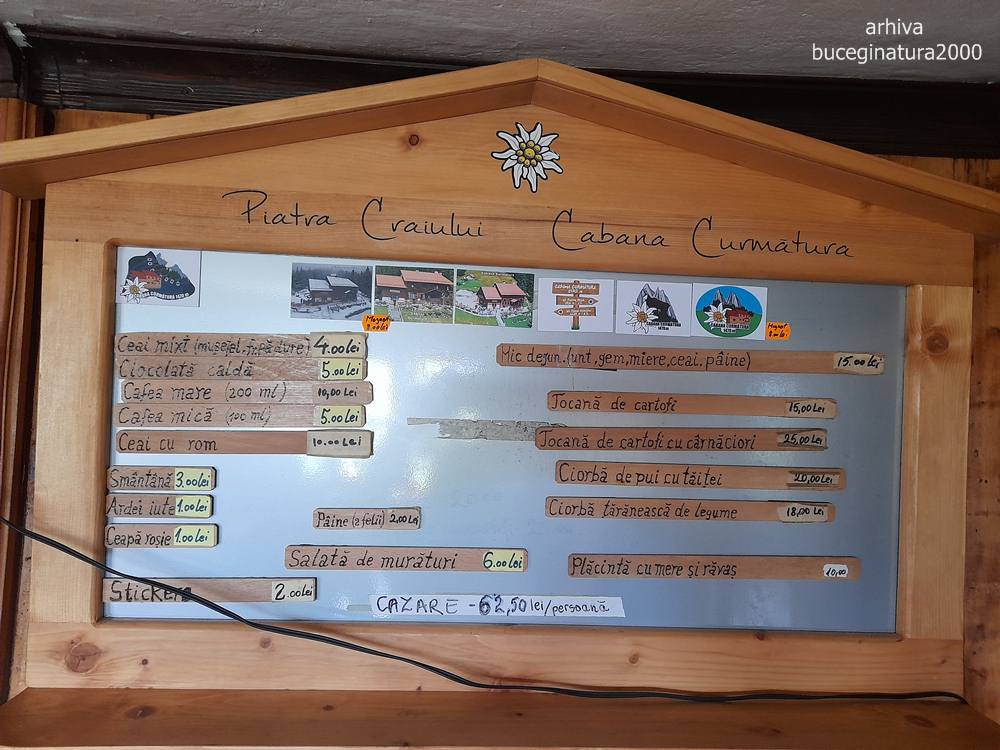 arhiva
buceginatura2000
Piatra Craiului Cabana Curmătura
Magnet
Magnet
Ceai mixt (mușețel, f. pădure) 4.00 lei
Ciocolată caldă 5.00 lei
Cafea mare (200 ml) 10,00 Lei
Cafea mică (100 ml) 5.00 Lei
Ceai cu rom 10.00 Lei
Smântână 3.00 lei
Ardei iute 1.00 lei
Ceapă roșie 1.00 lei
Pâine (2 felii) 2,00 Lei
Salată de murături 6.00 lei
Stickere 2.00 lei
Mic dejun. (unt, gem, miere, ceai, pâine) 15.00 Lei
Tocană de cartofi 15,00 Lei
Tocană de cartofi cu cârnăciori 25,00 Lei
Ciorbă de pui cu tăiței 20,00 Lei
Ciorbă țărănească de legume 18,00 Lei
Plăcintă cu mere și răvaș 10,00
CAZARE - 62,50 lei/persoană